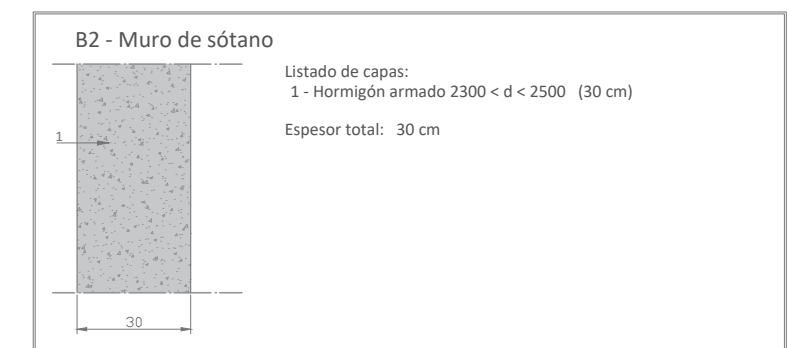 B2 - Muro de sótano
Listado de capas:
1 - Hormigón armado 2300 < d < 2500 (30 cm)
Espesor total: 30 cm
1
30